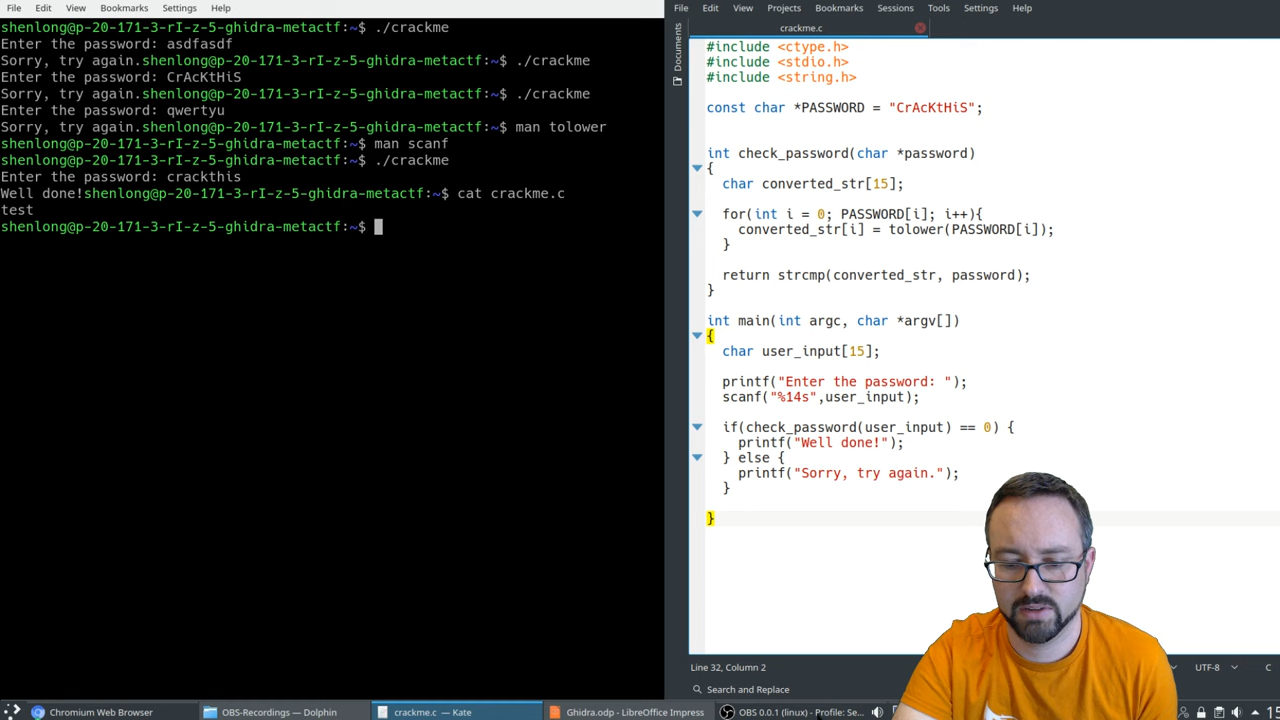 File Edit View Bookmarks Settings Help
shenlong@p-20-171-3-rI-z-5-ghidra-metactf:~$ ./crackme
Enter the password: asdfasdf
Sorry, try again.shenlong@p-20-171-3-rI-z-5-ghidra-metactf:~$ ./crackme
Enter the password: CrAcKtHiS
Sorry, try again.shenlong@p-20-171-3-rI-z-5-ghidra-metactf:~$ ./crackme
Enter the password: qwertyu
Sorry, try again.shenlong@p-20-171-3-rI-z-5-ghidra-metactf:~$ man tolower
shenlong@p-20-171-3-rI-z-5-ghidra-metactf:~$ man scanf
shenlong@p-20-171-3-rI-z-5-ghidra-metactf:~$ ./crackme
Enter the password: crackthis
Well done!shenlong@p-20-171-3-rI-z-5-ghidra-metactf:~$ cat crackme.c
test
shenlong@p-20-171-3-rI-z-5-ghidra-metactf:~$
File Edit View Projects Bookmarks Sessions Tools Settings Help
crackme.c
Documents
#include <ctype.h>
#include <stdio.h>
#include <string.h>
const char *PASSWORD = "CrAcKtHiS";
int check_password(char *password)
{
char converted_str[15];
for(int i = 0; PASSWORD[i]; i++){
converted_str[i] = tolower(PASSWORD[i]);
}
return strcmp(converted_str, password);
}
int main(int argc, char *argv[])
{
char user_input[15];
printf("Enter the password: ");
scanf("%14s",user_input);
if(check_password(user_input) == 0) {
printf("Well done!");
} else {
printf("Sorry, try again.");
}
}
Line 32, Column 2
UTF-8
C
Search and Replace
Chromium Web Browser
OBS-Recordings — Dolphin
crackme.c — Kate
Ghidra.odp - LibreOffice Impress
OBS 0.0.1 (linux) - Profile: Se...